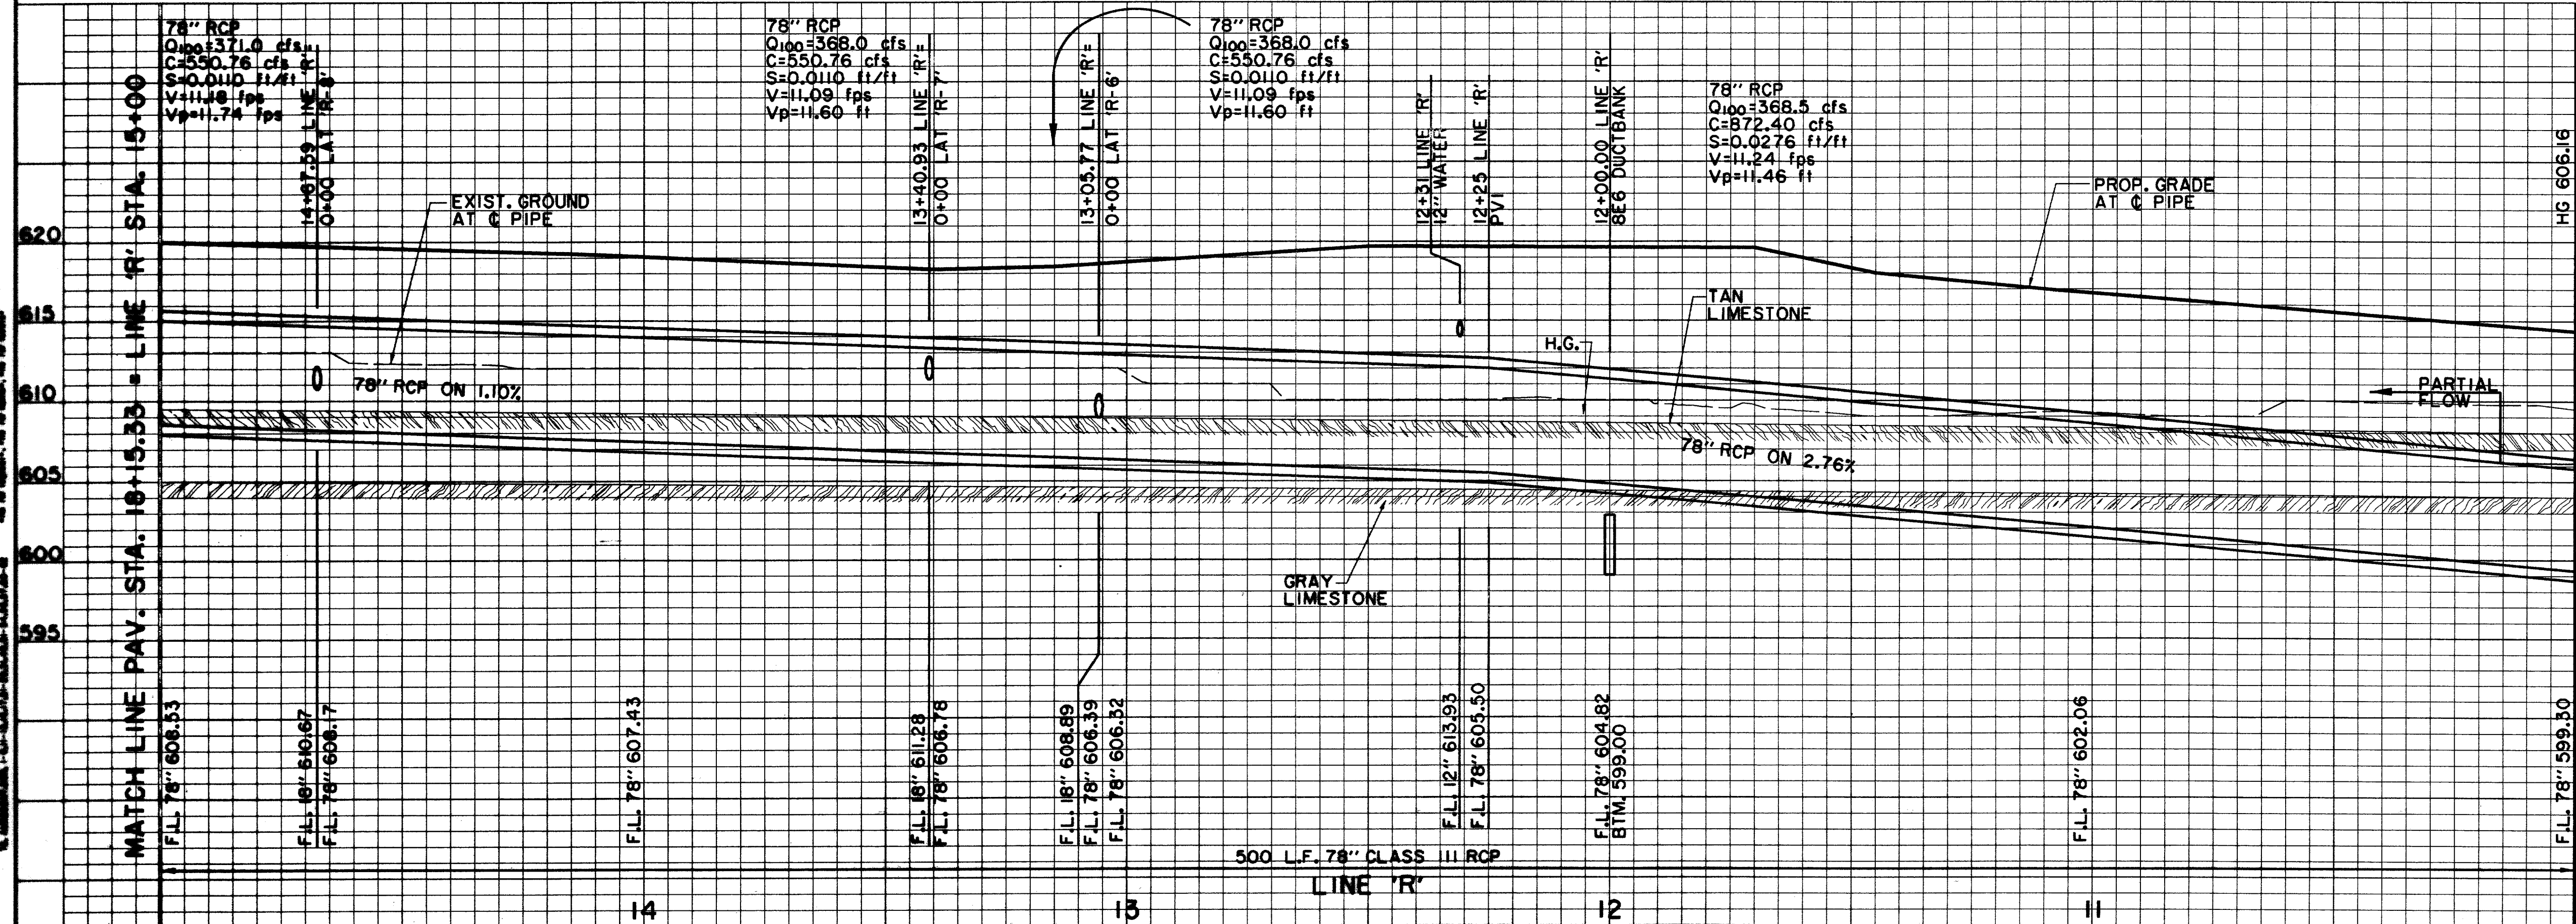 78" RCP
Q100=371.0 cfs
C=550.76 cfs
S=0.0110 ft/ft
V=11.18 fps
Vp=11.74 fps
14+67.59 LINE 'R'=
0+00 LAT 'R-8'
78" RCP
Q100=368.0 cfs
C=550.76 cfs
S=0.0110 ft/ft
V=11.09 fps
Vp=11.60 ft
13+40.93 LINE 'R'=
0+00 LAT 'R-7'
78" RCP
Q100=368.0 cfs
C=550.76 cfs
S=0.0110 ft/ft
V=11.09 fps
Vp=11.60 ft
13+05.77 LINE 'R'=
0+00 LAT 'R-6'
12+31 LINE 'R'
12" WATER
12+25 LINE 'R'
PVI
12+00.00 LINE 'R'
8E6 DUCTBANK
78" RCP
Q100=368.5 cfs
C=872.40 cfs
S=0.0276 ft/ft
V=11.24 fps
Vp=11.46 ft
HG 606.16
MATCH LINE PAV. STA. 18+15.33 = LINE 'R' STA. 15+00
EXIST. GROUND
AT ℄ PIPE
PROP. GRADE
AT ℄ PIPE
620
615
610
605
600
595
TAN
LIMESTONE
H.G.
78" RCP ON 1.10%
PARTIAL
FLOW
78" RCP ON 2.76%
GRAY
LIMESTONE
F.L. 78" 608.53
F.L. 18" 610.67
F.L. 78" 608.17
F.L. 78" 607.43
F.L. 18" 611.28
F.L. 78" 606.78
F.L. 18" 608.89
F.L. 78" 606.39
F.L. 78" 606.32
F.L. 12" 613.93
F.L. 78" 605.50
F.L. 78" 604.82
BTM. 599.00
F.L. 78" 602.06
F.L. 78" 599.30
500 L.F. 78" CLASS III RCP
LINE 'R'
14
13
12
11